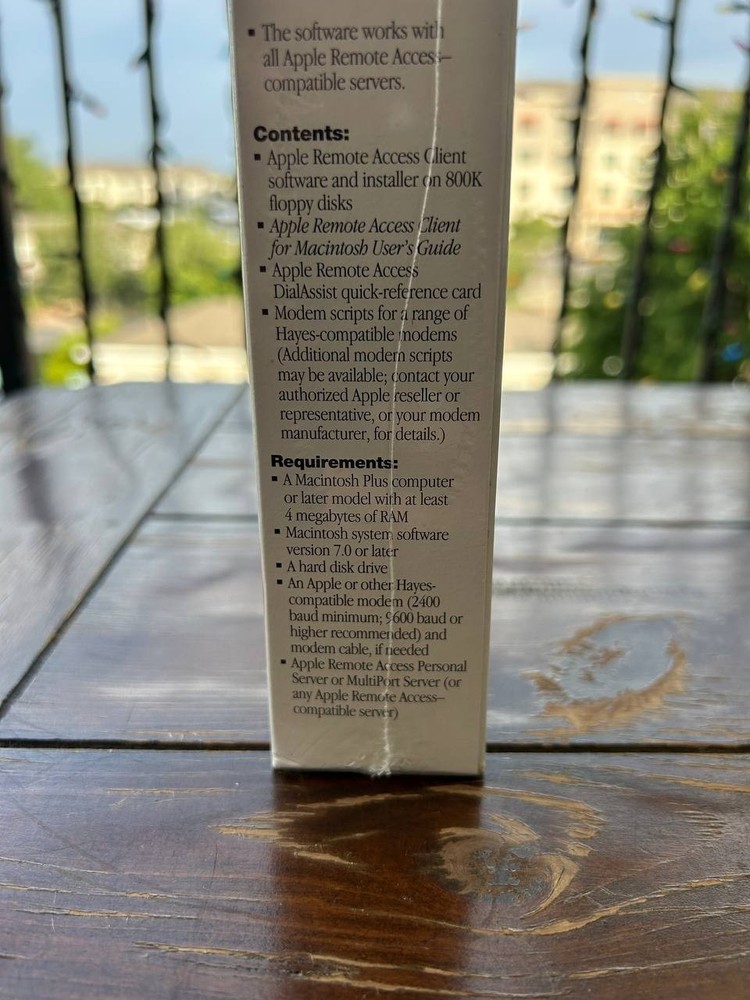 ▪ The software works with
all Apple Remote Access–
compatible servers.
Contents:
▪ Apple Remote Access Client
software and installer on 800K
floppy disks
▪ Apple Remote Access Client
for Macintosh User's Guide
▪ Apple Remote Access
DialAssist quick-reference card
▪ Modem scripts for a range of
Hayes-compatible modems
(Additional modem scripts
may be available; contact your
authorized Apple reseller or
representative, or your modem
manufacturer, for details.)
Requirements:
▪ A Macintosh Plus computer
or later model with at least
4 megabytes of RAM
▪ Macintosh system software
version 7.0 or later
▪ A hard disk drive
▪ An Apple or other Hayes-
compatible modem (2400
baud minimum; 9600 baud or
higher recommended) and
modem cable, if needed
▪ Apple Remote Access Personal
Server or MultiPort Server (or
any Apple Remote Access–
compatible server)